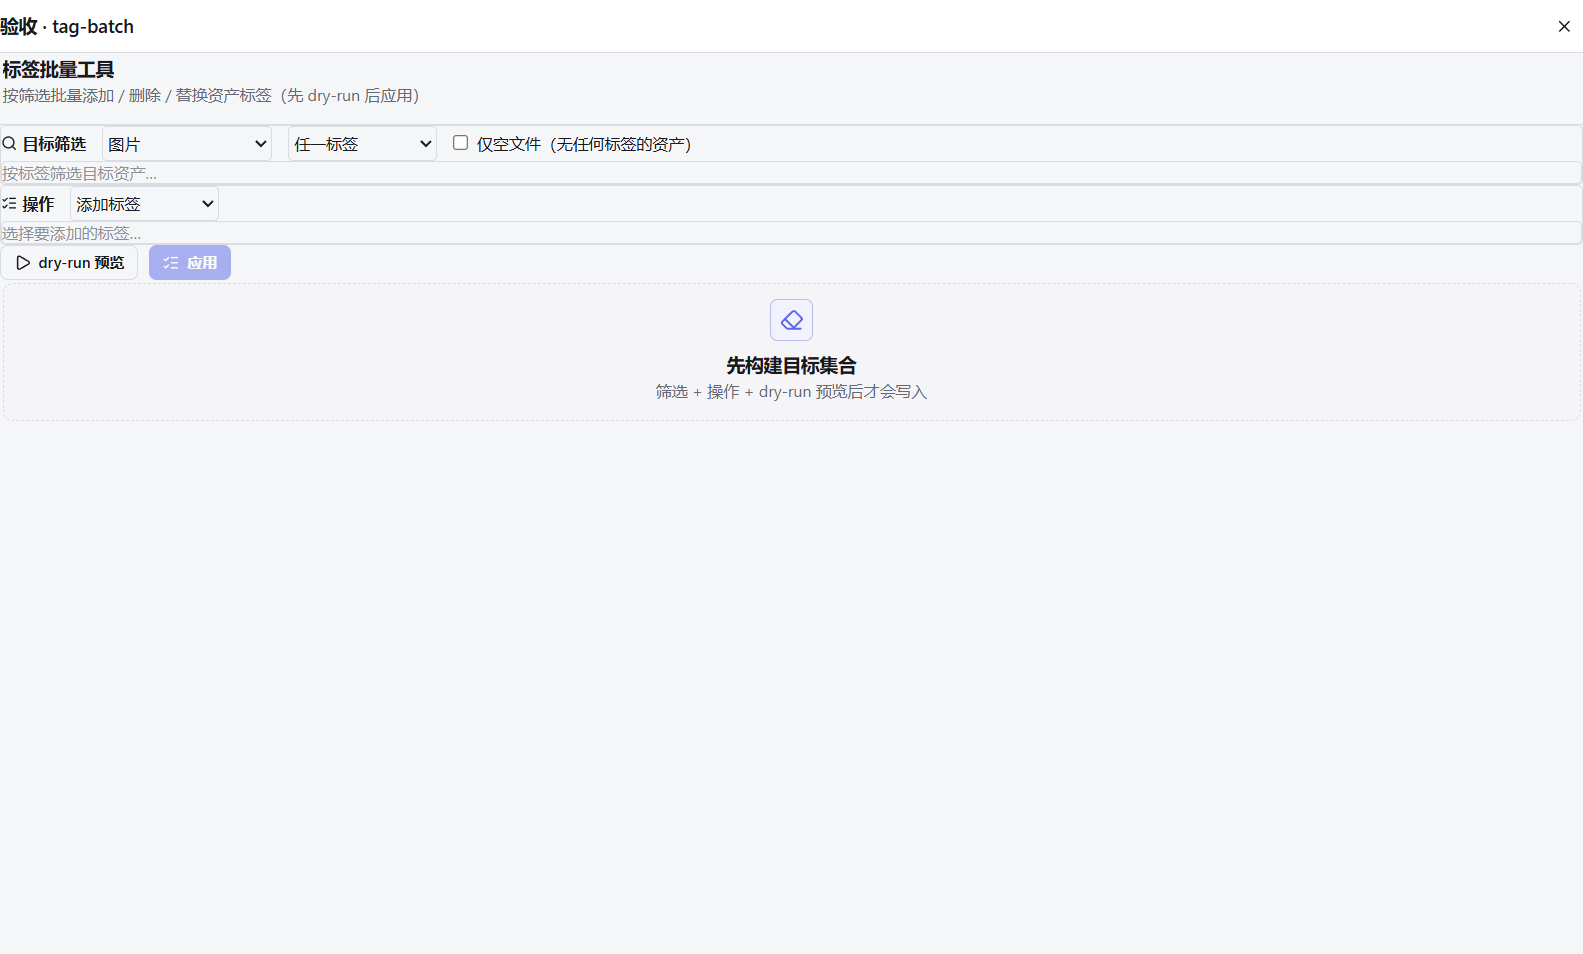 验收 · tag-batch
标签批量工具
按筛选批量添加 / 删除 / 替换资产标签（先 dry-run 后应用）
目标筛选 图片 任一标签 仅空文件（无任何标签的资产）
按标签筛选目标资产...
操作 添加标签
选择要添加的标签...
dry-run 预览 应用
先构建目标集合
筛选 + 操作 + dry-run 预览后才会写入